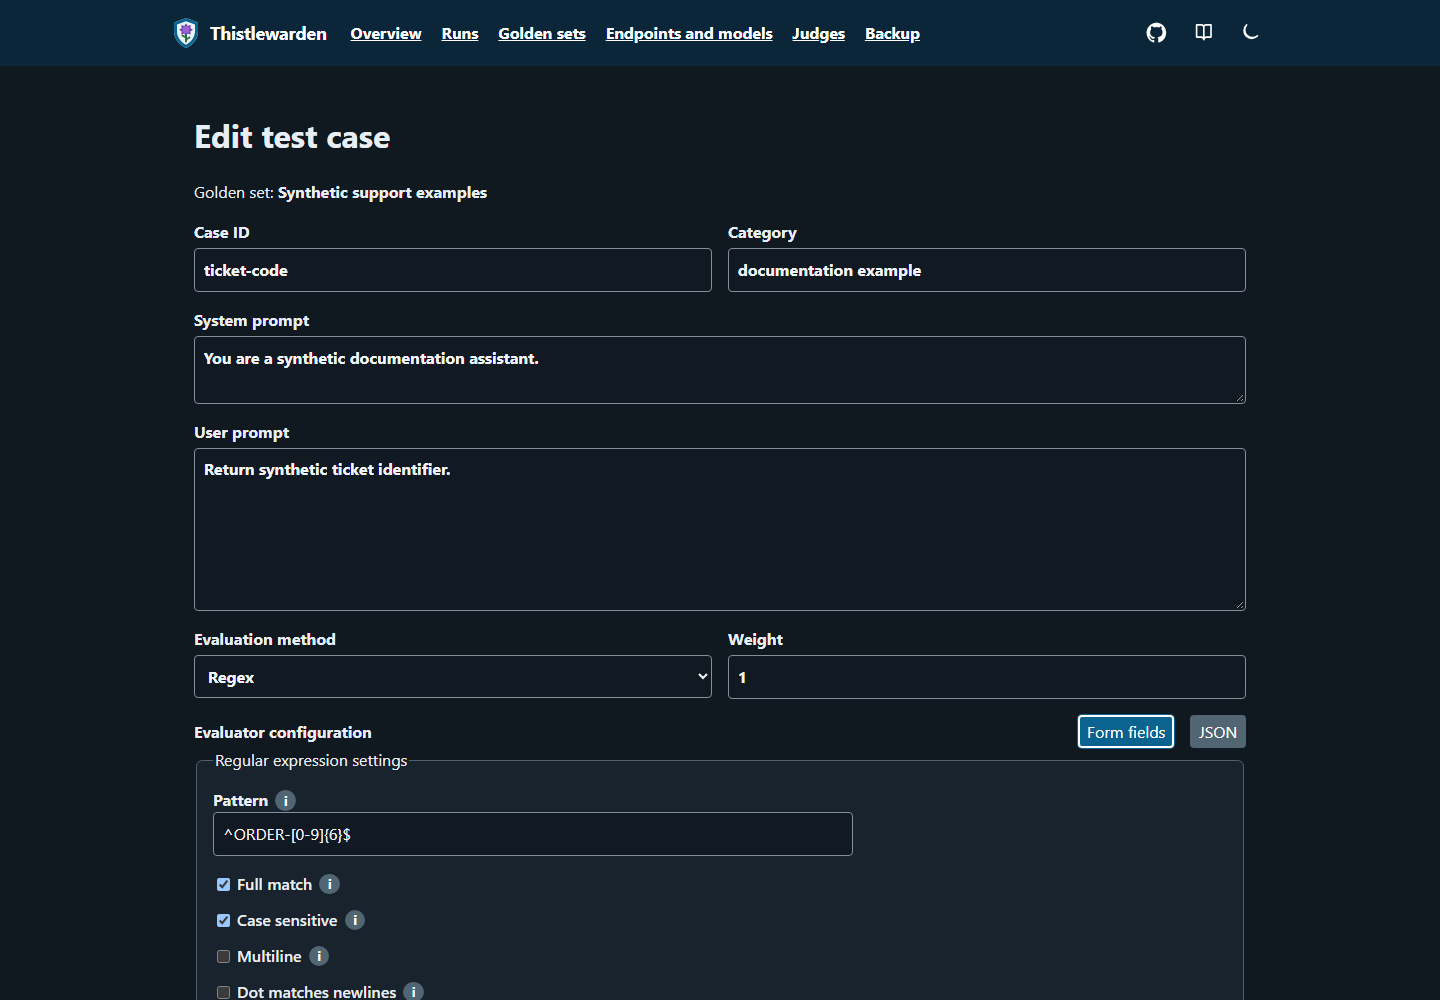 Thistlewarden Overview Runs Golden sets Endpoints and models Judges Backup
Edit test case
Golden set: Synthetic support examples
Case ID Category
ticket-code documentation example
System prompt
You are a synthetic documentation assistant.
User prompt
Return synthetic ticket identifier.
Evaluation method Weight
Regex 1
Evaluator configuration Form fields JSON
Regular expression settings
Pattern i
^ORDER-[0-9]{6}$
Full match i
Case sensitive i
Multiline i
Dot matches newlines i